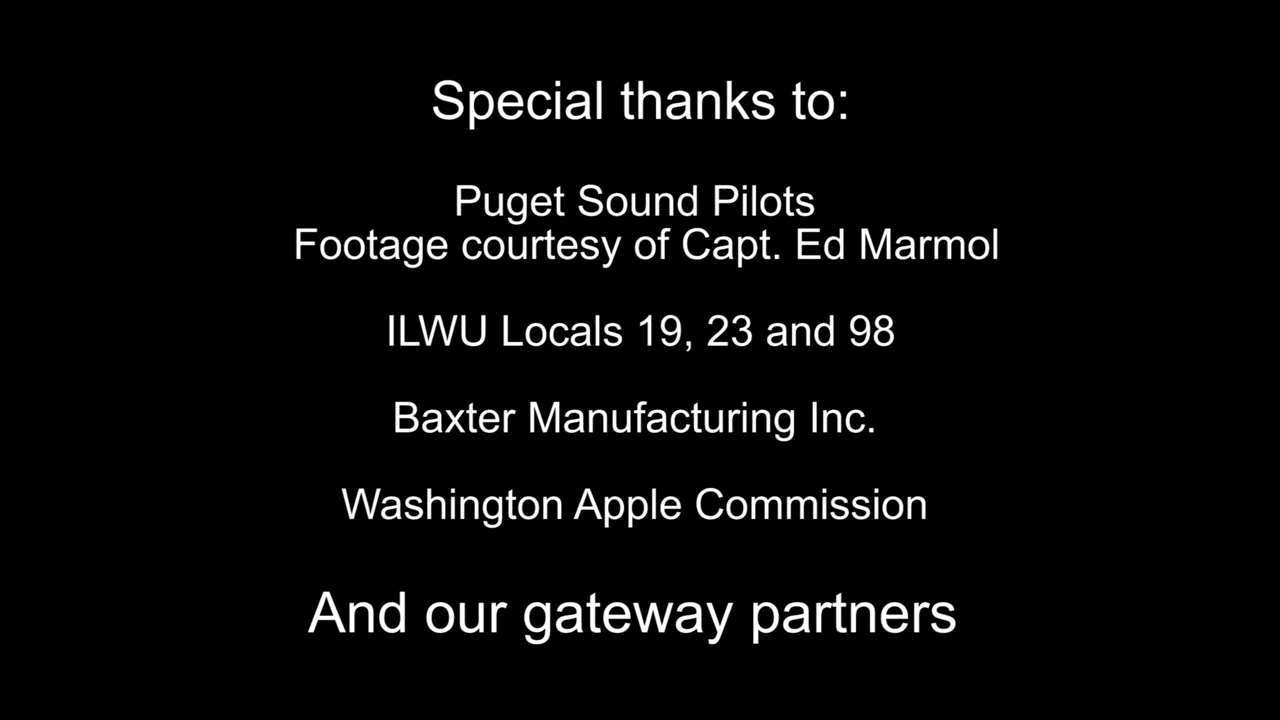 Special thanks to:
Puget Sound Pilots
Footage courtesy of Capt. Ed Marmol
ILWU Locals 19, 23 and 98
Baxter Manufacturing Inc.
Washington Apple Commission
And our gateway partners